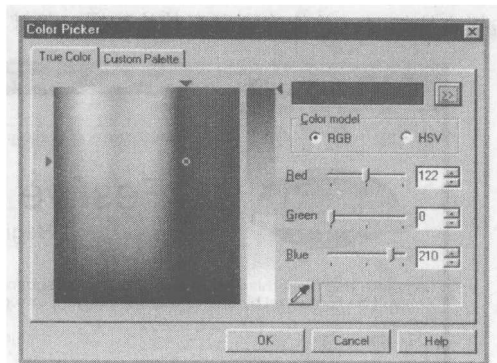 Color Picker
True Color Custom Palette
>>
Color model
RGB HSV
Red 122
Green 0
Blue 210
OK Cancel Help